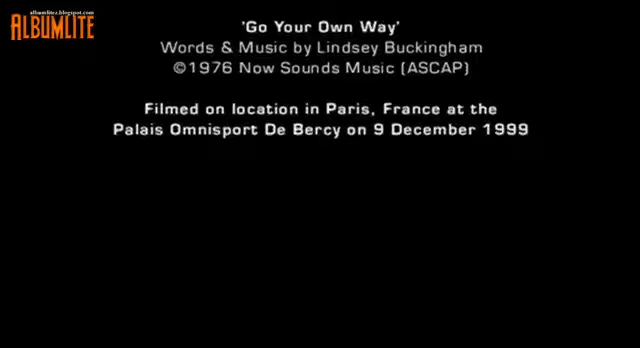 albumlitez.blogspot.com
ALBUMLITE
'Go Your Own Way'
Words & Music by Lindsey Buckingham
©1976 Now Sounds Music (ASCAP)
Filmed on location in Paris, France at the
Palais Omnisport De Bercy on 9 December 1999